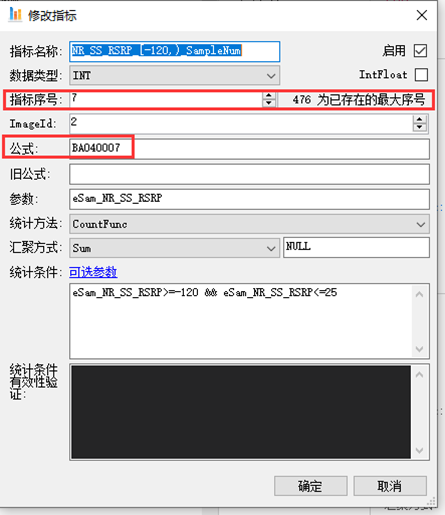 修改指标
指标名称: NR_SS_RSRP_[-120,)_SampleNum 启用
数据类型: INT IntFloat
指标序号: 7 476 为已存在的最大序号
ImageId: 2
公式: BA040007
旧公式:
参数: eSam_NR_SS_RSRP
统计方法: CountFunc
汇聚方式: Sum NULL
统计条件: 可选参数
eSam_NR_SS_RSRP>=-120 && eSam_NR_SS_RSRP<=25
统计条件
有效性验
证:
确定 取消